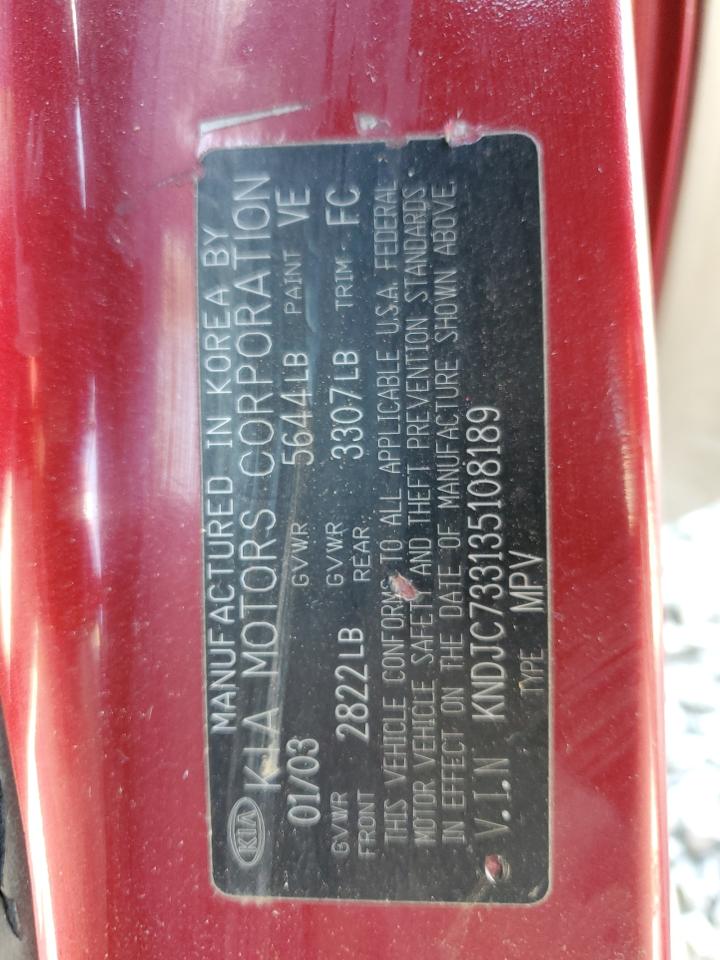 KIA
MANUFACTURED IN KOREA BY
KIA MOTORS CORPORATION
01/03 GVWR 5644LB PAINT VE
GVWR FRONT 2822LB GVWR REAR 3307LB TRIM FC
THIS VEHICLE CONFORMS TO ALL APPLICABLE U.S.A. FEDERAL
MOTOR VEHICLE SAFETY AND THEFT PREVENTION STANDARDS
IN EFFECT ON THE DATE OF MANUFACTURE SHOWN ABOVE.
V.I.N KNDJC733135108189
TYPE MPV